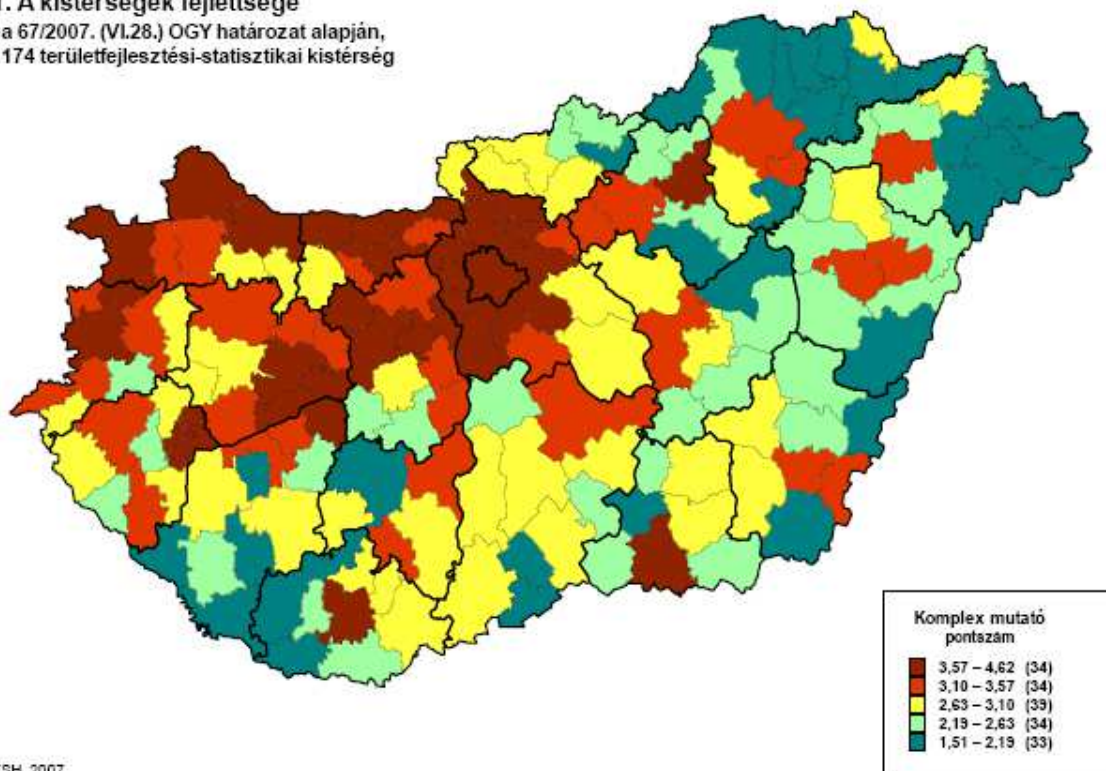 A kistérségek fejlettsége
a 67/2007. (VI.28.) OGY határozat alapján,
174 területfejlesztési-statisztikai kistérség
Komplex mutató
pontszám
3,57 – 4,62 (34)
3,10 – 3,57 (34)
2,63 – 3,10 (39)
2,19 – 2,63 (34)
1,51 – 2,19 (33)
2007